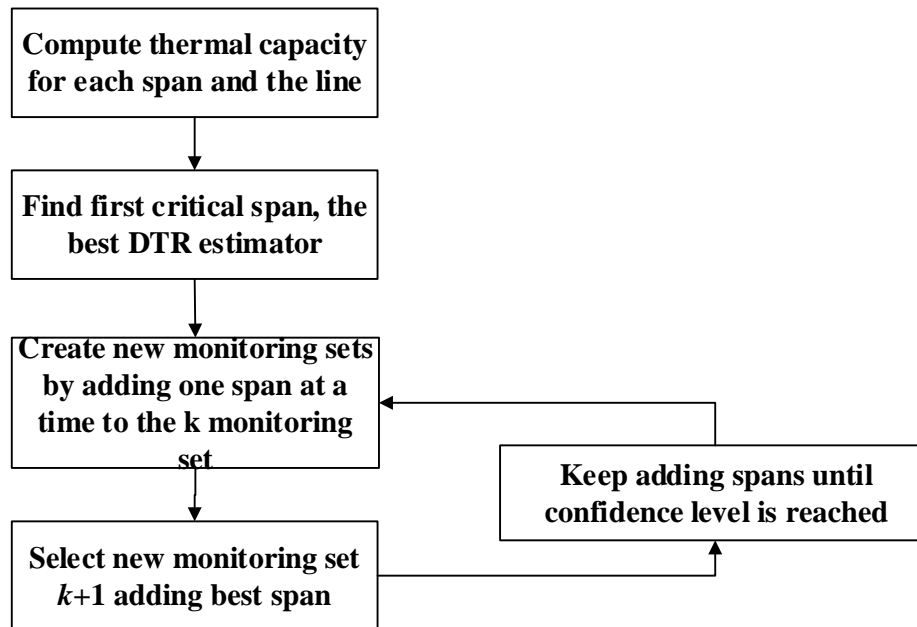 Compute thermal capacity
for each span and the line
Find first critical span, the
best DTR estimator
Create new monitoring sets
by adding one span at a
time to the k monitoring
set
Keep adding spans until
confidence level is reached
Select new monitoring set
k+1 adding best span